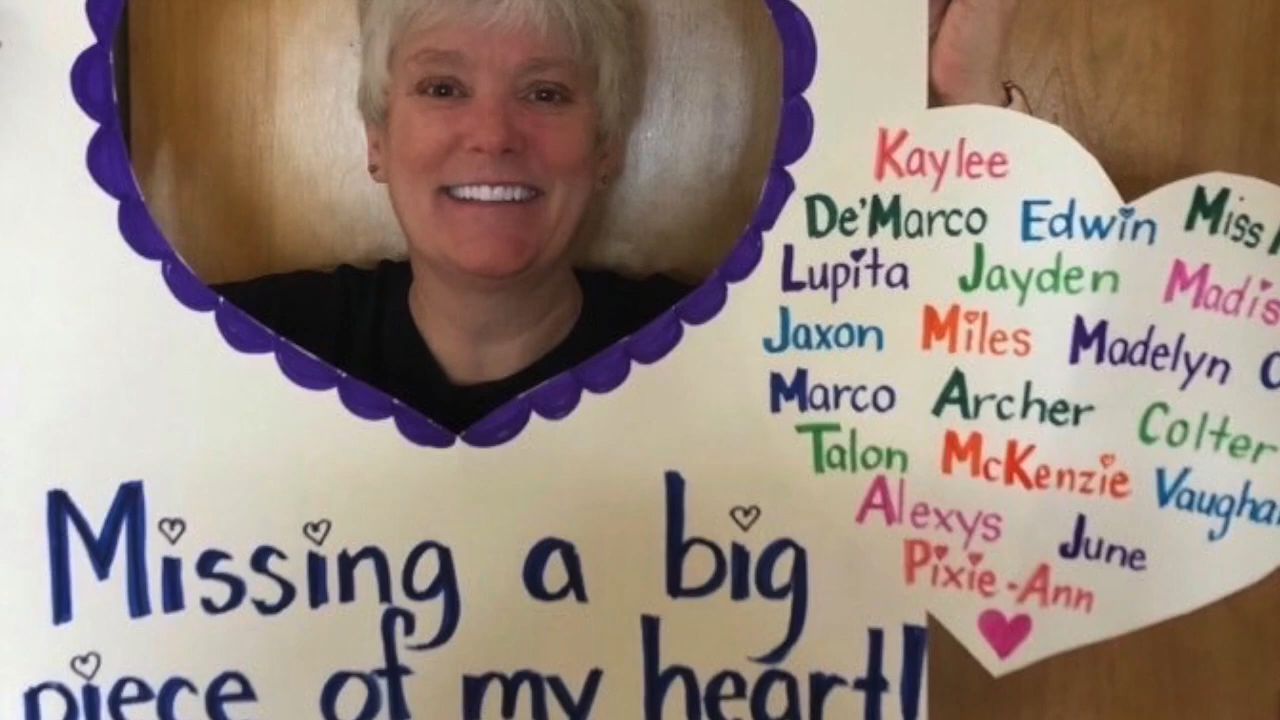 Kaylee
De'Marco Edwin Miss
Lupita Jayden
Jaxon Miles Madelyn
Marco Archer Colter
Talon McKenzie
Alexys June
Pixie-Ann
Missing a big
piece of my heart!